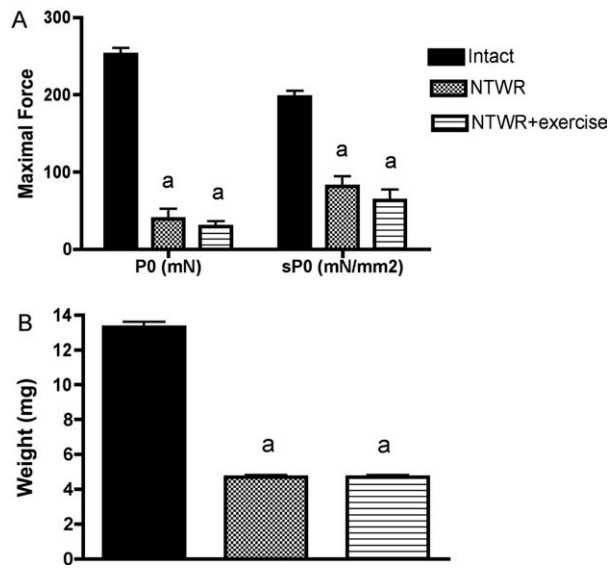 A
Maximal Force
300
200
100
0
a
a
a
a
P0 (mN)
sP0 (mN/mm2)
Intact
NTWR
NTWR+exercise
B
Weight (mg)
14
12
10
8
6
4
2
0
a
a